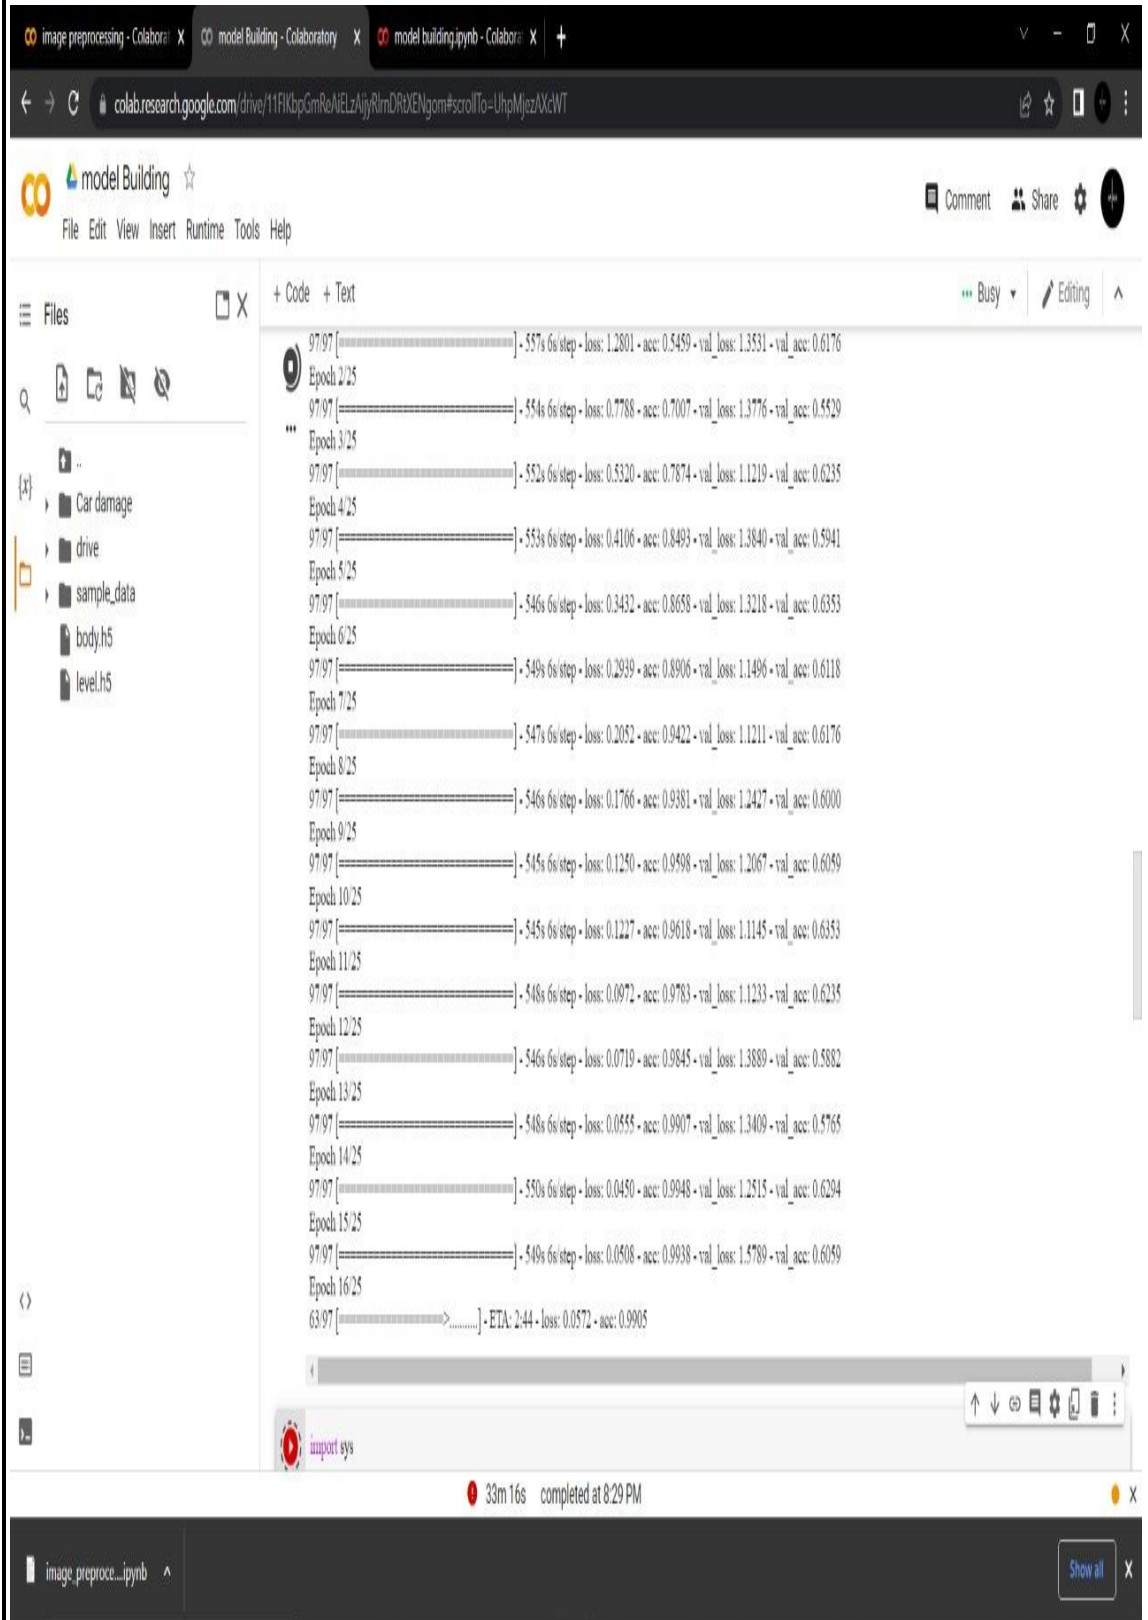 image preprocessing - Colaborat X model Building - Colaboratory X model building.ipynb - Colabora X +
colab.research.google.com/drive/11FIKbpGmReAiELzAijyRlrnDRtXENgom#scrollTo=UhpMjezAXcWT
model Building
Comment Share
File Edit View Insert Runtime Tools Help
Files
+ Code + Text
Busy Editing
97/97 [==============================] - 557s 6s/step - loss: 1.2801 - acc: 0.5459 - val_loss: 1.3531 - val_acc: 0.6176
Epoch 2/25
97/97 [==============================] - 554s 6s/step - loss: 0.7788 - acc: 0.7007 - val_loss: 1.3776 - val_acc: 0.5529
Epoch 3/25
97/97 [==============================] - 552s 6s/step - loss: 0.5320 - acc: 0.7874 - val_loss: 1.1219 - val_acc: 0.6235
Epoch 4/25
97/97 [==============================] - 553s 6s/step - loss: 0.4106 - acc: 0.8493 - val_loss: 1.3840 - val_acc: 0.5941
Epoch 5/25
97/97 [==============================] - 546s 6s/step - loss: 0.3432 - acc: 0.8658 - val_loss: 1.3218 - val_acc: 0.6353
Epoch 6/25
97/97 [==============================] - 549s 6s/step - loss: 0.2939 - acc: 0.8906 - val_loss: 1.1496 - val_acc: 0.6118
Epoch 7/25
97/97 [==============================] - 547s 6s/step - loss: 0.2052 - acc: 0.9422 - val_loss: 1.1211 - val_acc: 0.6176
Epoch 8/25
97/97 [==============================] - 546s 6s/step - loss: 0.1766 - acc: 0.9381 - val_loss: 1.2427 - val_acc: 0.6000
Epoch 9/25
97/97 [==============================] - 545s 6s/step - loss: 0.1250 - acc: 0.9598 - val_loss: 1.2067 - val_acc: 0.6059
Epoch 10/25
97/97 [==============================] - 545s 6s/step - loss: 0.1227 - acc: 0.9618 - val_loss: 1.1145 - val_acc: 0.6353
Epoch 11/25
97/97 [==============================] - 548s 6s/step - loss: 0.0972 - acc: 0.9783 - val_loss: 1.1233 - val_acc: 0.6235
Epoch 12/25
97/97 [==============================] - 546s 6s/step - loss: 0.0719 - acc: 0.9845 - val_loss: 1.3889 - val_acc: 0.5882
Epoch 13/25
97/97 [==============================] - 548s 6s/step - loss: 0.0555 - acc: 0.9907 - val_loss: 1.3409 - val_acc: 0.5765
Epoch 14/25
97/97 [==============================] - 550s 6s/step - loss: 0.0450 - acc: 0.9948 - val_loss: 1.2515 - val_acc: 0.6294
Epoch 15/25
97/97 [==============================] - 549s 6s/step - loss: 0.0508 - acc: 0.9938 - val_loss: 1.5789 - val_acc: 0.6059
Epoch 16/25
63/97 [==================>...........] - ETA: 2:44 - loss: 0.0572 - acc: 0.9905
{x}
..
Car damage
drive
sample_data
body.h5
level.h5
import sys
33m 16s completed at 8:29 PM
image_preproce....ipynb
Show all